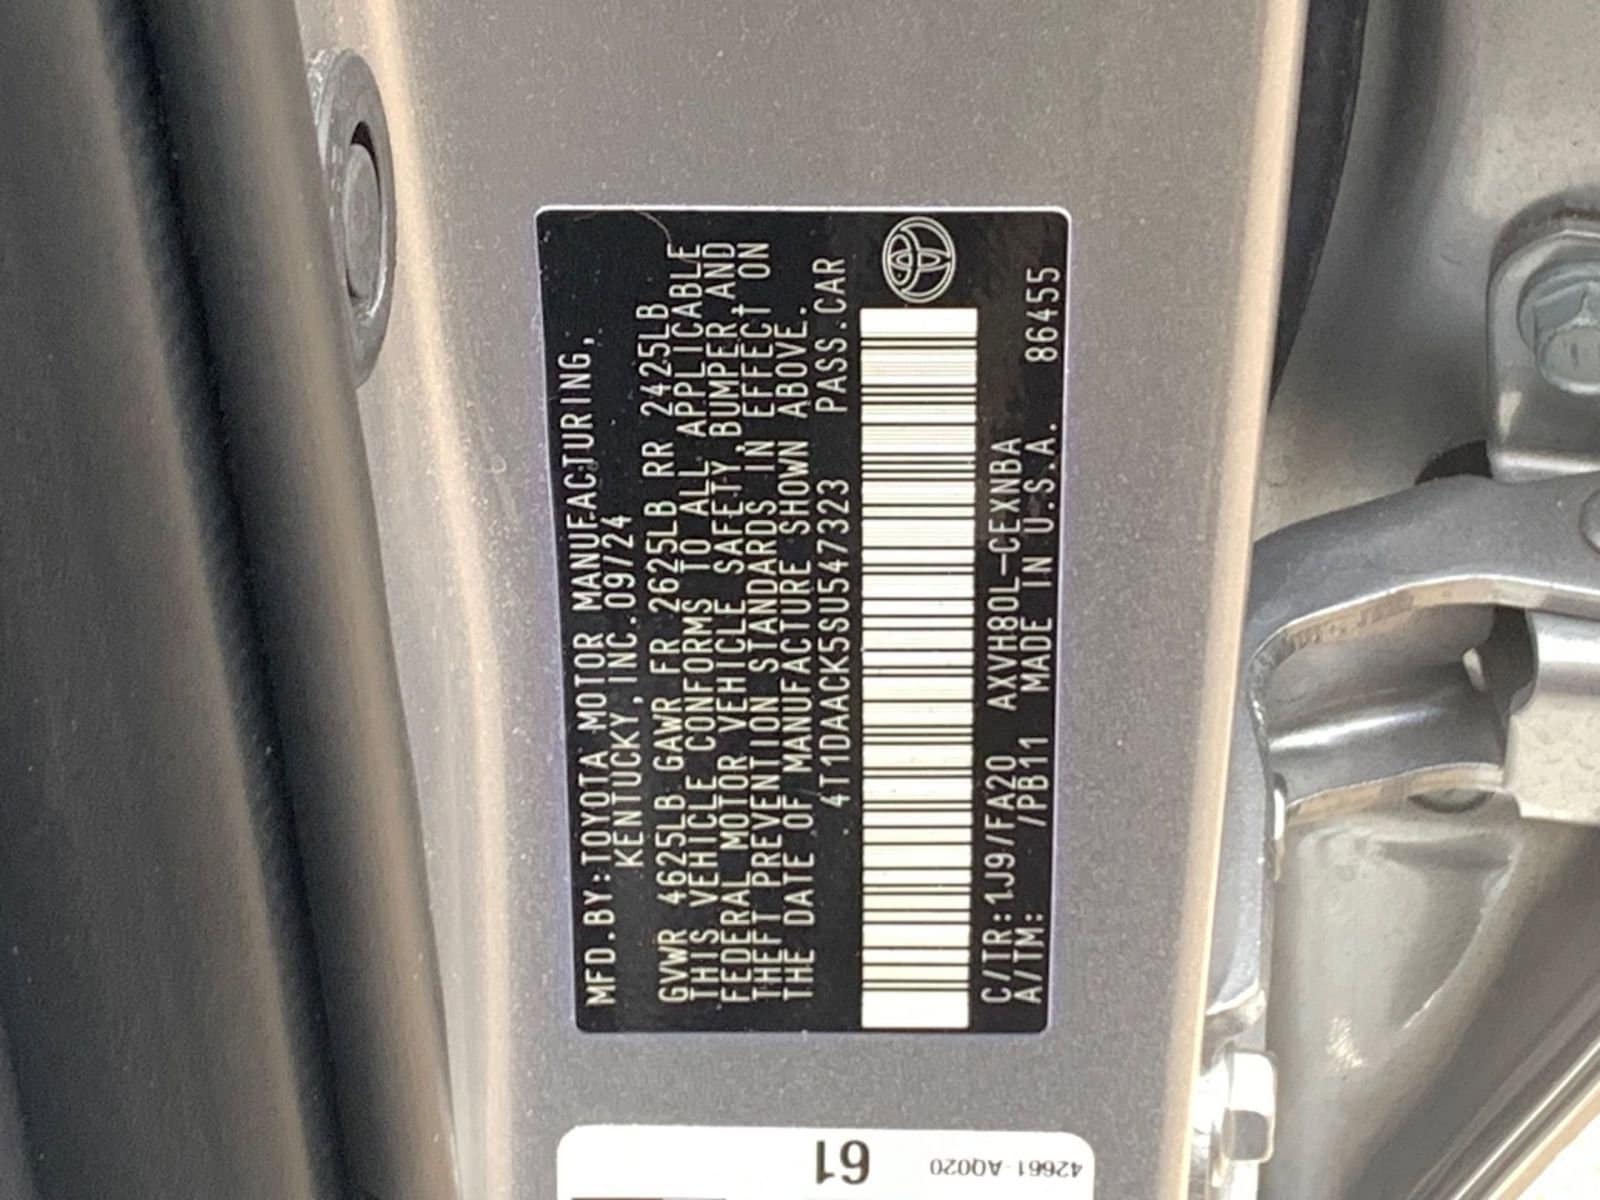 MFD.BY:TOYOTA MOTOR MANUFACTURING,
KENTUCKY,INC.09/24
GVWR 4625LB GAWR FR 2625LB RR 2425LB
THIS VEHICLE CONFORMS TO ALL APPLICABLE
FEDERAL MOTOR VEHICLE SAFETY,BUMPER,AND
THEFT PREVENTION STANDARDS IN EFFECT ON
THE DATE OF MANUFACTURE SHOWN ABOVE.
4T1DAACK5SU547323 PASS.CAR
C/TR:1J9/FA20 AXVH80L-CEXNBA
A/TM: /PB11 MADE IN U.S.A. 86455
42661-AQ020
61